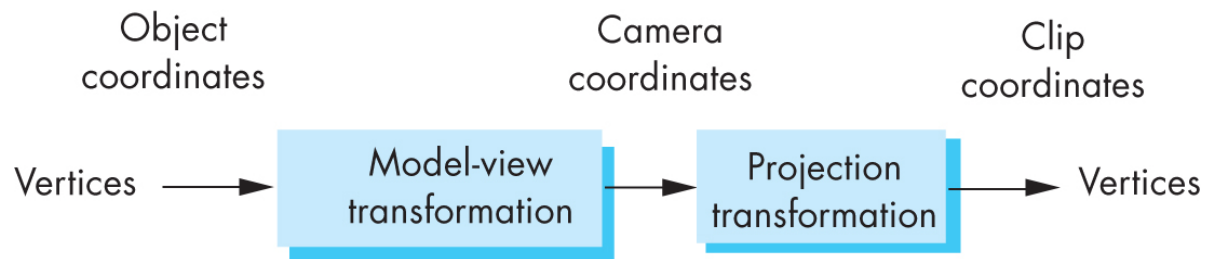 Object
coordinates
Camera
coordinates
Clip
coordinates
Vertices
Model-view
transformation
Projection
transformation
Vertices